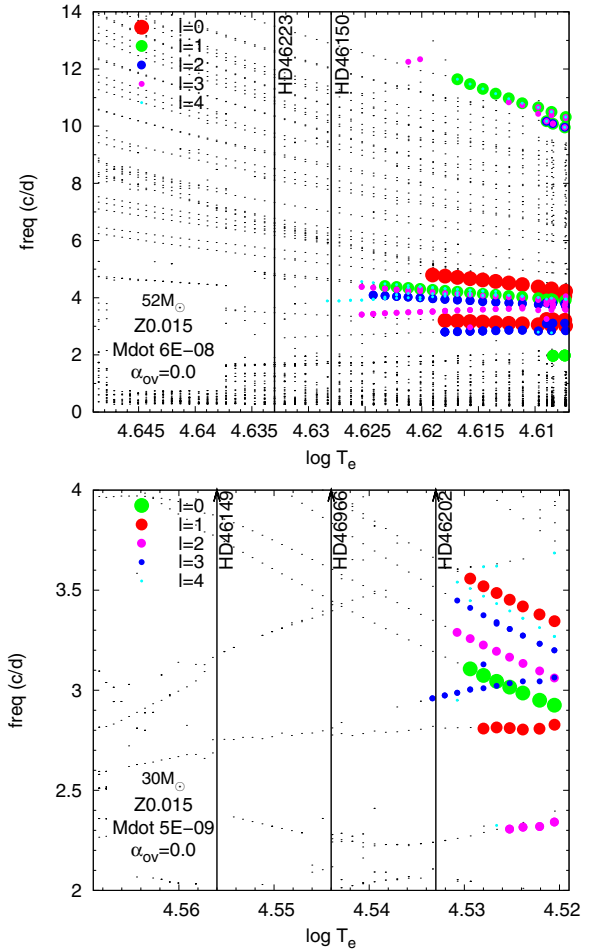 14
12
10
8
6
4
2
0
freq (c/d)
l=0
l=1
l=2
l=3
l=4
HD46223
HD46150
52M☉
Z0.015
Mdot 6E−08
αov=0.0
4.645 4.64 4.635 4.63 4.625 4.62 4.615 4.61
log Te
4
3.5
3
2.5
2
freq (c/d)
l=0
l=1
l=2
l=3
l=4
HD46149
HD46966
HD46202
30M☉
Z0.015
Mdot 5E−09
αov=0.0
4.56 4.55 4.54 4.53 4.52
log Te